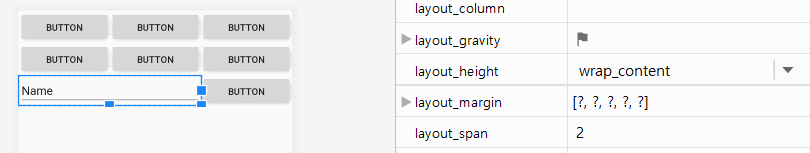 BUTTON BUTTON BUTTON
BUTTON BUTTON BUTTON
Name BUTTON
layout_column
layout_gravity
layout_height wrap_content
layout_margin [?, ?, ?, ?, ?]
layout_span 2